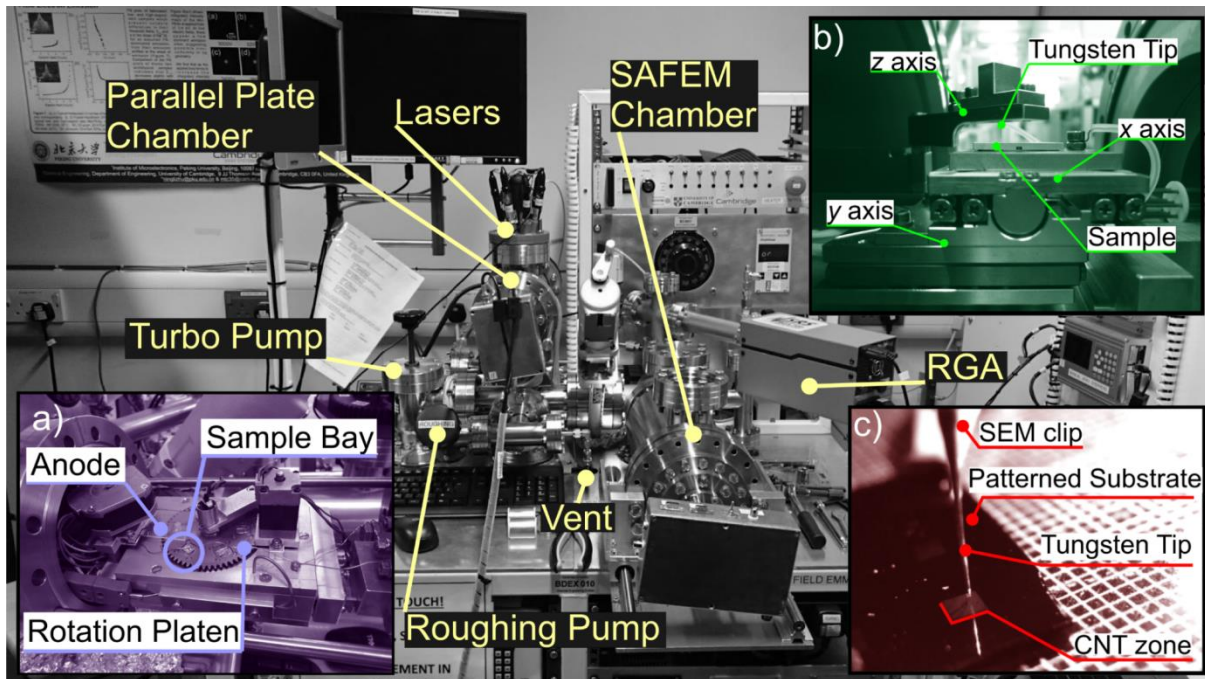 Parallel Plate
Chamber
Lasers
SAFEM
Chamber
Turbo Pump
RGA
Vent
Roughing Pump
a)
Sample Bay
Anode
Rotation Platen
b)
Tungsten Tip
z axis
x axis
y axis
Sample
c)
SEM clip
Patterned Substrate
Tungsten Tip
CNT zone
Cambridge
ROUGHING
BDEX 010
FIELD EMM
TOUCH!
EMENT IN